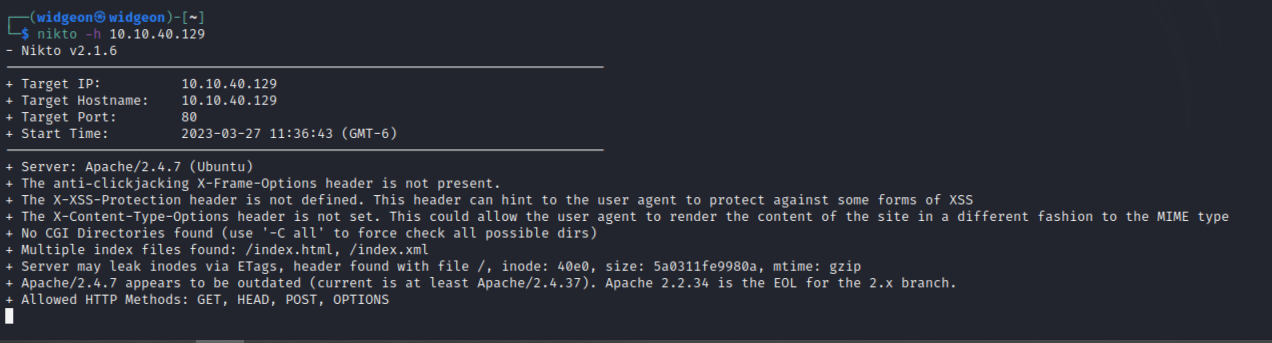 ┌──(widgeon㉿widgeon)-[~]
└─$ nikto -h 10.10.40.129
- Nikto v2.1.6
+ Target IP: 10.10.40.129
+ Target Hostname: 10.10.40.129
+ Target Port: 80
+ Start Time: 2023-03-27 11:36:43 (GMT-6)
+ Server: Apache/2.4.7 (Ubuntu)
+ The anti-clickjacking X-Frame-Options header is not present.
+ The X-XSS-Protection header is not defined. This header can hint to the user agent to protect against some forms of XSS
+ The X-Content-Type-Options header is not set. This could allow the user agent to render the content of the site in a different fashion to the MIME type
+ No CGI Directories found (use '-C all' to force check all possible dirs)
+ Multiple index files found: /index.html, /index.xml
+ Server may leak inodes via ETags, header found with file /, inode: 40e0, size: 5a0311fe9980a, mtime: gzip
+ Apache/2.4.7 appears to be outdated (current is at least Apache/2.4.37). Apache 2.2.34 is the EOL for the 2.x branch.
+ Allowed HTTP Methods: GET, HEAD, POST, OPTIONS